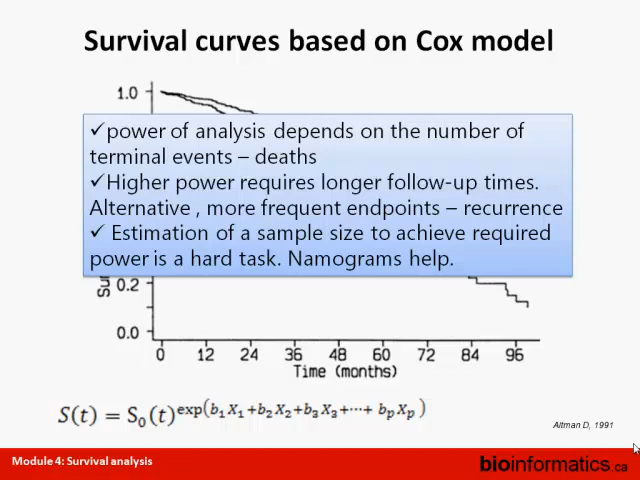 Survival curves based on Cox model
1.0
✓power of analysis depends on the number of
terminal events – deaths
✓Higher power requires longer follow-up times.
Alternative , more frequent endpoints – recurrence
✓ Estimation of a sample size to achieve required
power is a hard task. Namograms help.
0.2
0.0
0 12 24 36 48 60 72 84 96
Time (months)
S(t) = S₀(t)^exp(b₁X₁+b₂X₂+b₃X₃+⋯+ bₚXₚ)
Altman D, 1991
Module 4: Survival analysis
bioinformatics.ca